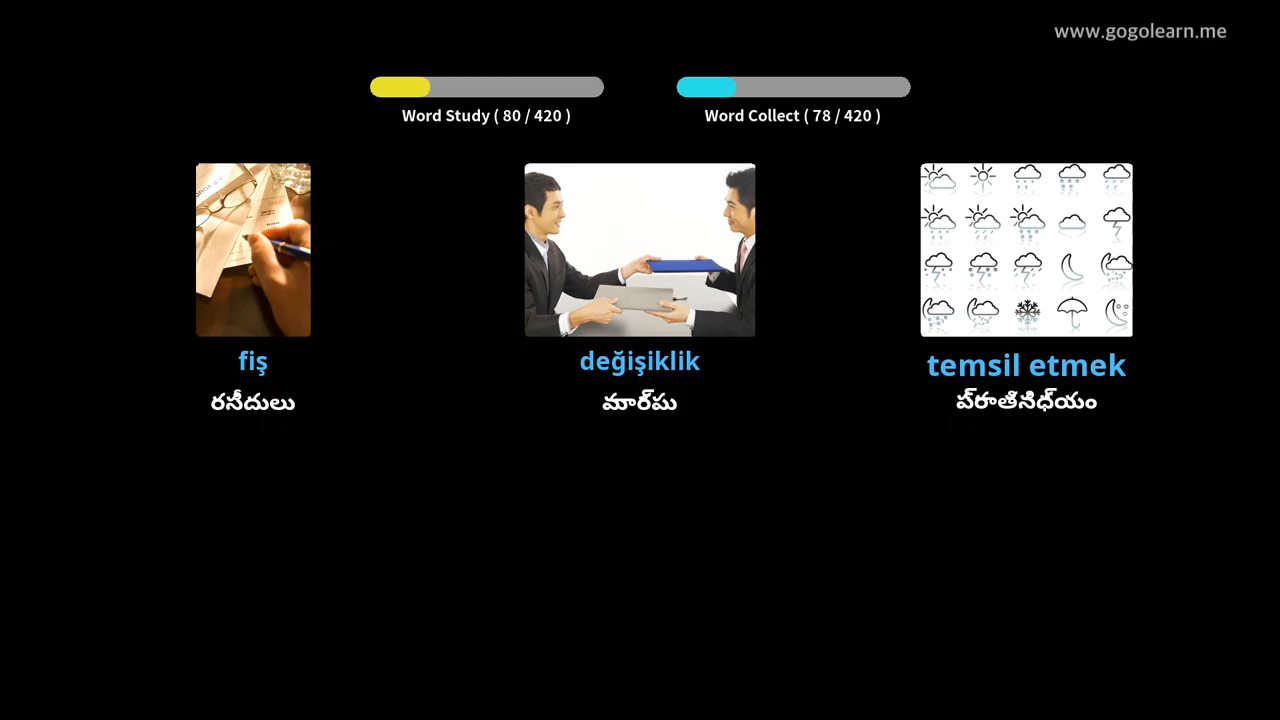 www.gogolearn.me
Word Study ( 80 / 420 )
Word Collect ( 78 / 420 )
fiş
değişiklik
temsil etmek
రసీదులు
మార్‌పు
ప్‌రాతినిధ్‌యం